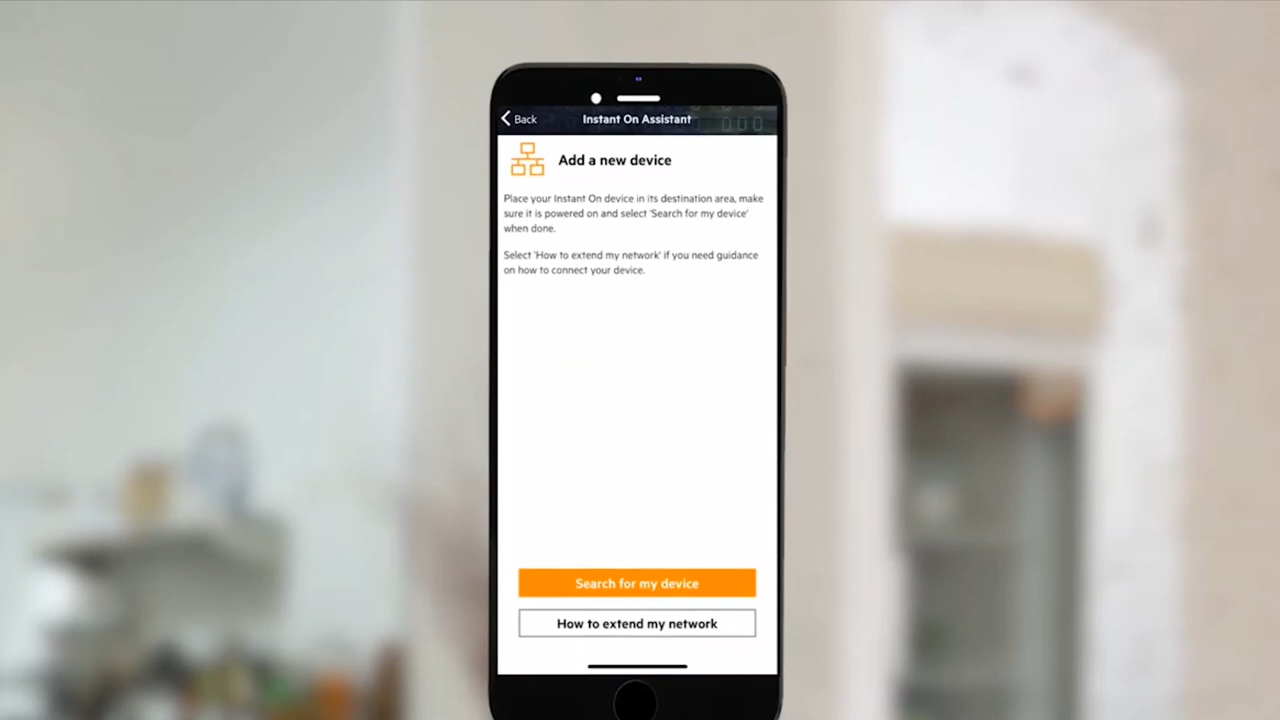 Back
Instant On Assistant
Add a new device
Place your Instant On device in its destination area, make
sure it is powered on and select 'Search for my device'
when done.
Select 'How to extend my network' if you need guidance
on how to connect your device.
Search for my device
How to extend my network